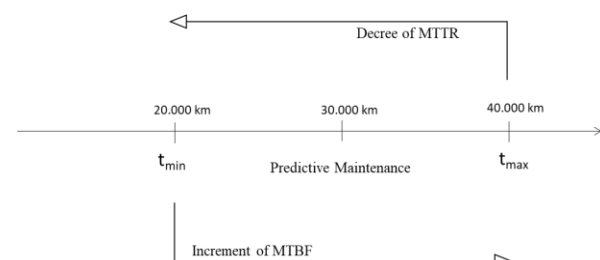 Decree of MTTR
20.000 km 30.000 km 40.000 km
tmin Predictive Maintenance tmax
Increment of MTBF